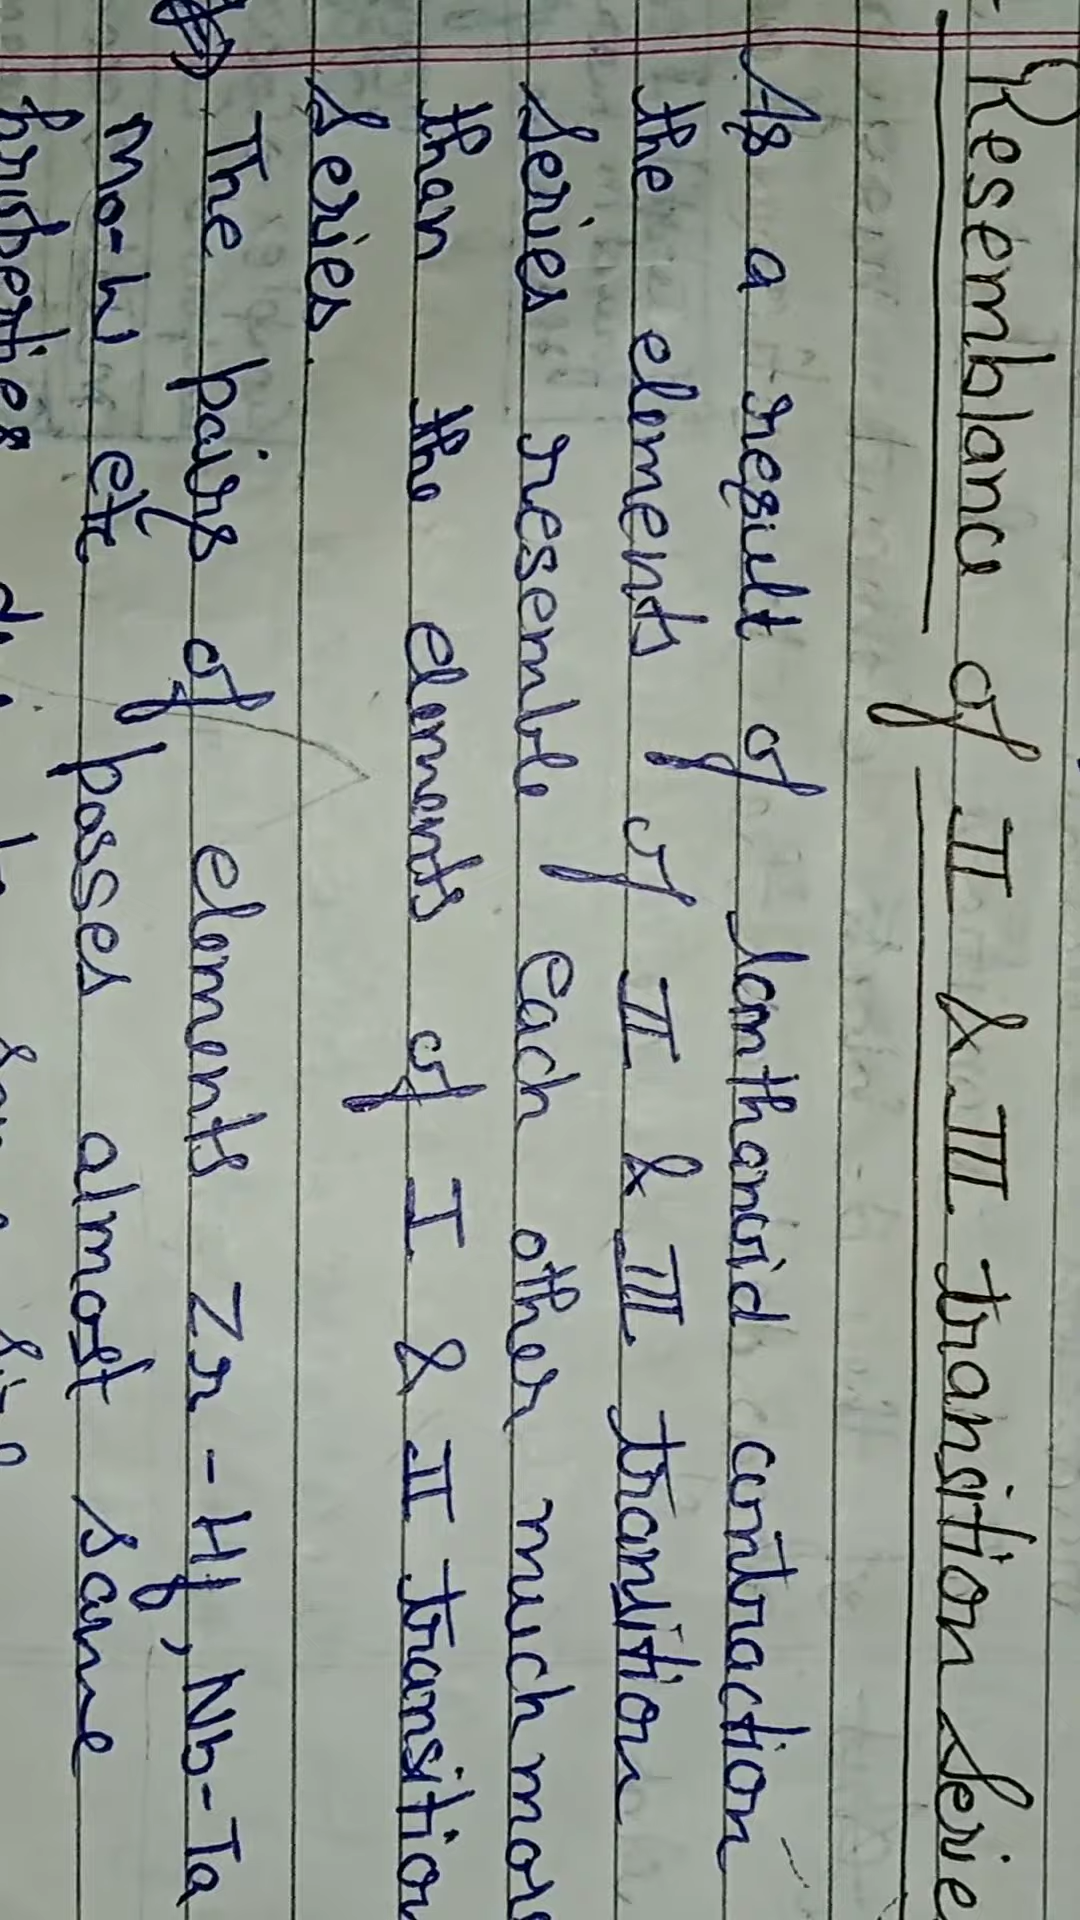 Resemblance of II & III transition Serie
As a result of lanthanoid contraction
the elements of II & III transition
Series resemble each other much more
than the elements of I & II transition
Series.
The pairs of elements Zr - Hf, Nb-Ta
Mo-W etc posses almost same